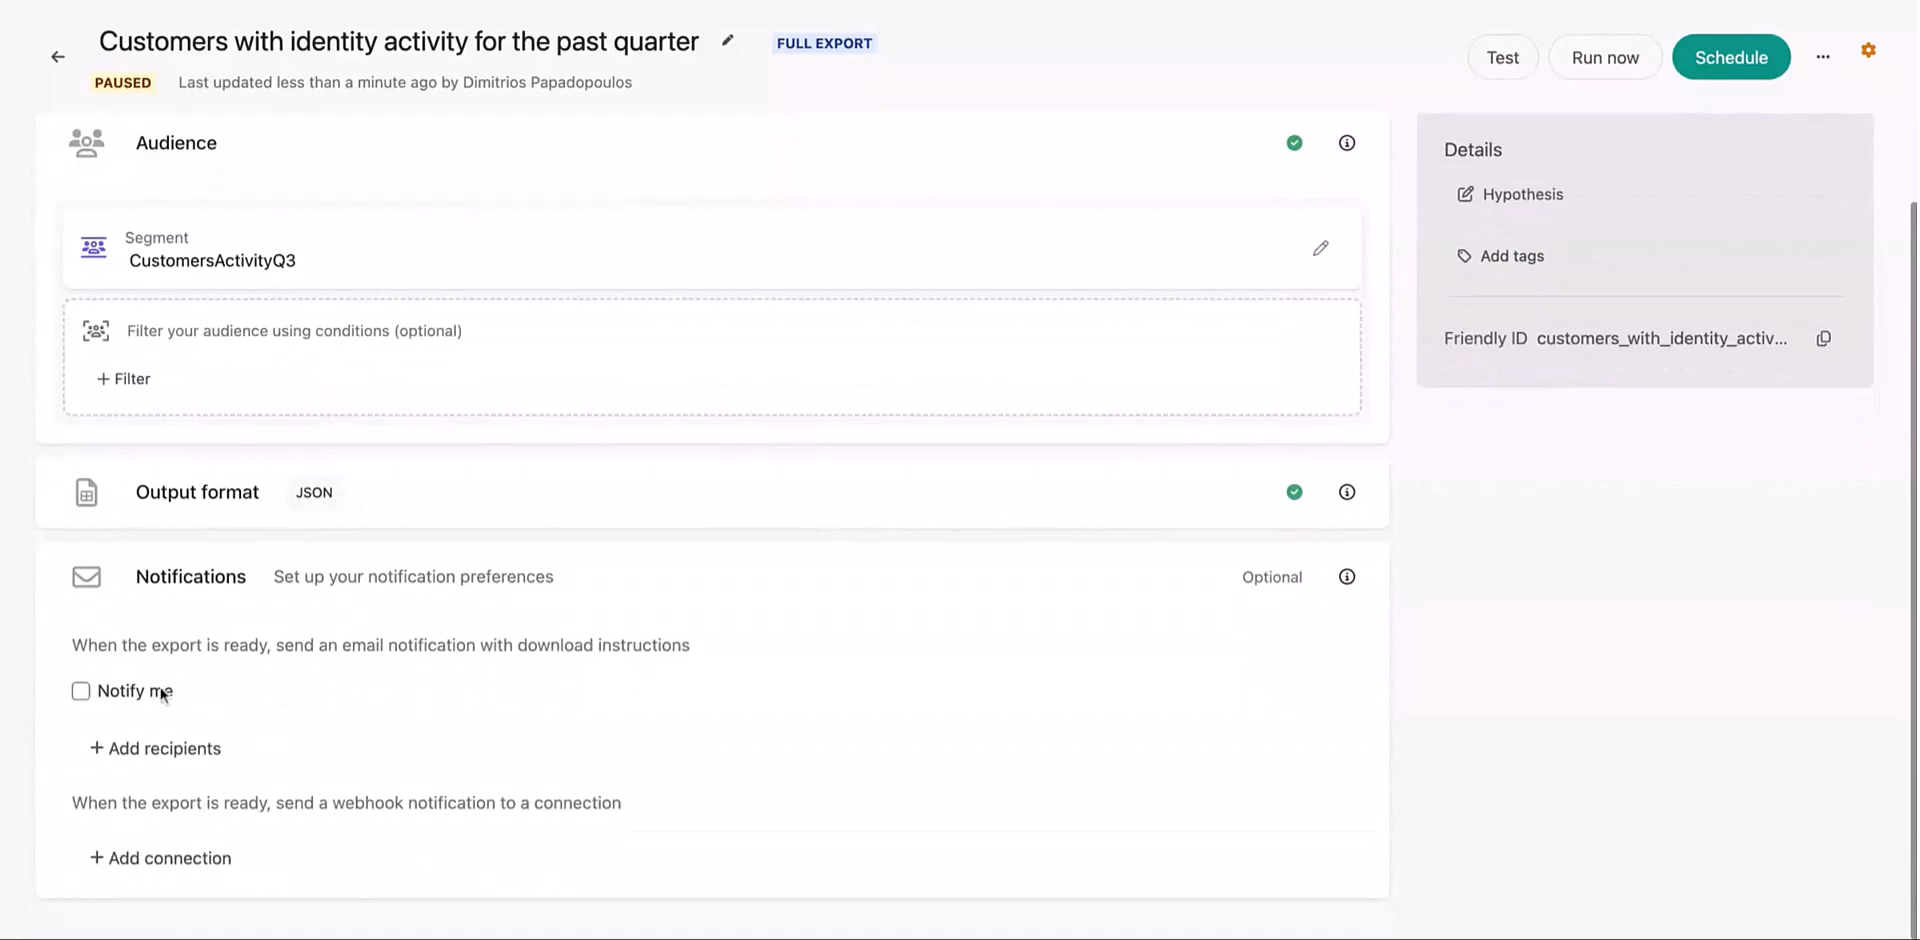 Customers with identity activity for the past quarter
FULL EXPORT
PAUSED
Last updated less than a minute ago by Dimitrios Papadopoulos
Test
Run now
Schedule
Audience
Segment
CustomersActivityQ3
Filter your audience using conditions (optional)
+ Filter
Output format JSON
Notifications Set up your notification preferences Optional
When the export is ready, send an email notification with download instructions
Notify me
+ Add recipients
When the export is ready, send a webhook notification to a connection
+ Add connection
Details
Hypothesis
Add tags
Friendly ID customers_with_identity_activ...